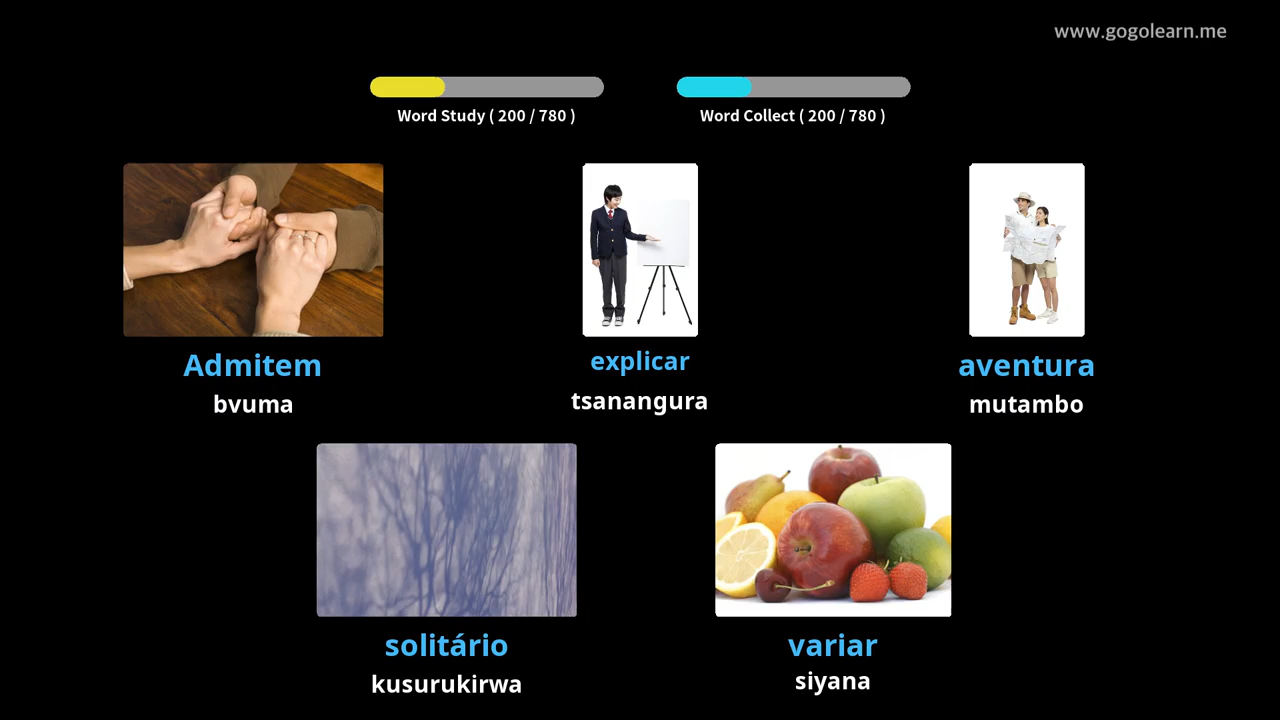 www.gogolearn.me
Word Study ( 200 / 780 )
Word Collect ( 200 / 780 )
Admitem
bvuma
explicar
tsanangura
aventura
mutambo
solitário
kusurukirwa
variar
siyana